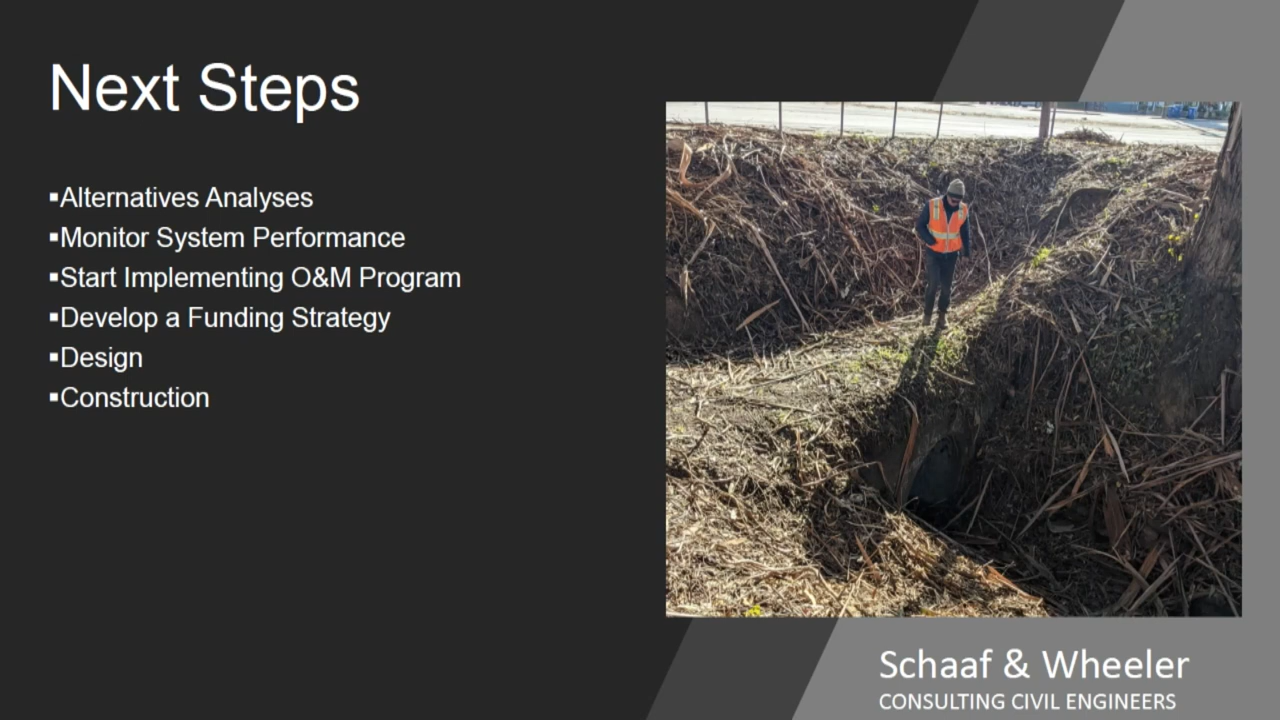 Next Steps
▪Alternatives Analyses
▪Monitor System Performance
▪Start Implementing O&M Program
▪Develop a Funding Strategy
▪Design
▪Construction
Schaaf & Wheeler
CONSULTING CIVIL ENGINEERS